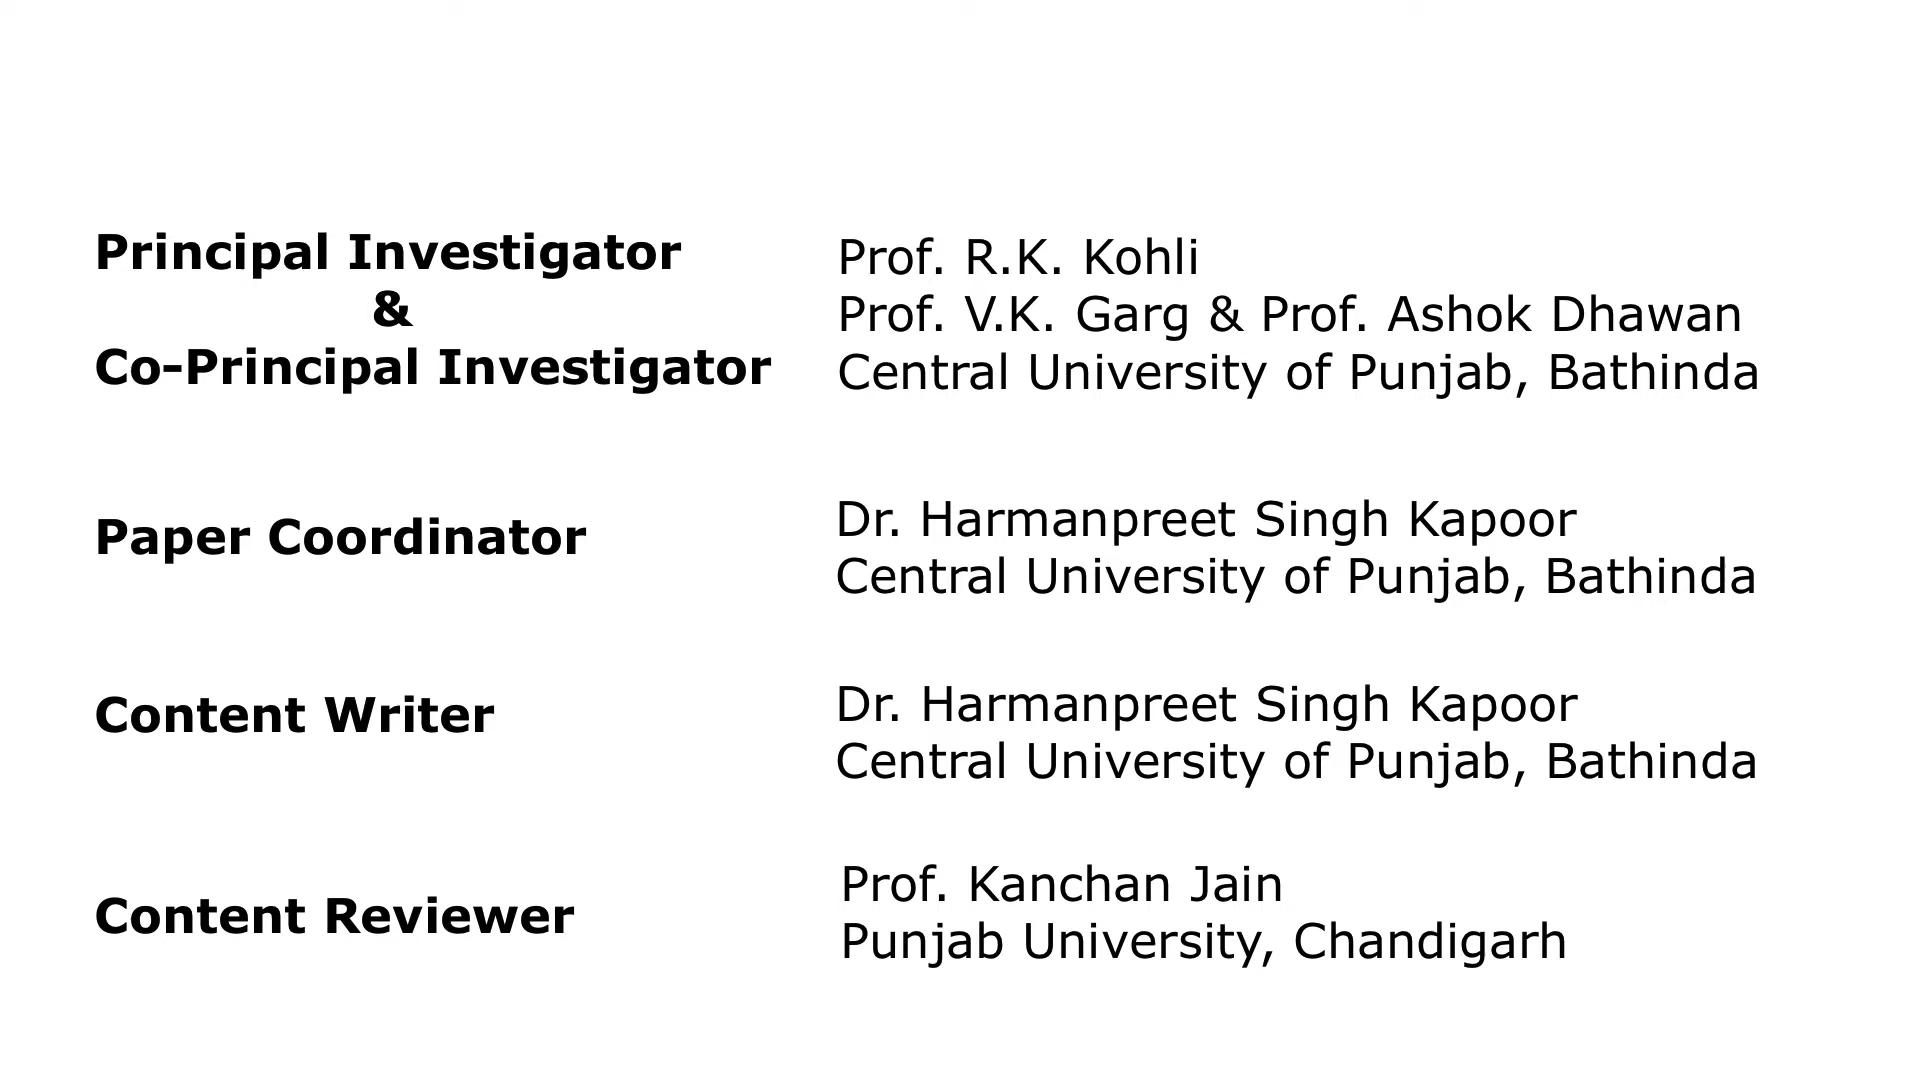 Principal Investigator
&
Co-Principal Investigator
Prof. R.K. Kohli
Prof. V.K. Garg & Prof. Ashok Dhawan
Central University of Punjab, Bathinda
Paper Coordinator
Dr. Harmanpreet Singh Kapoor
Central University of Punjab, Bathinda
Content Writer
Dr. Harmanpreet Singh Kapoor
Central University of Punjab, Bathinda
Content Reviewer
Prof. Kanchan Jain
Punjab University, Chandigarh